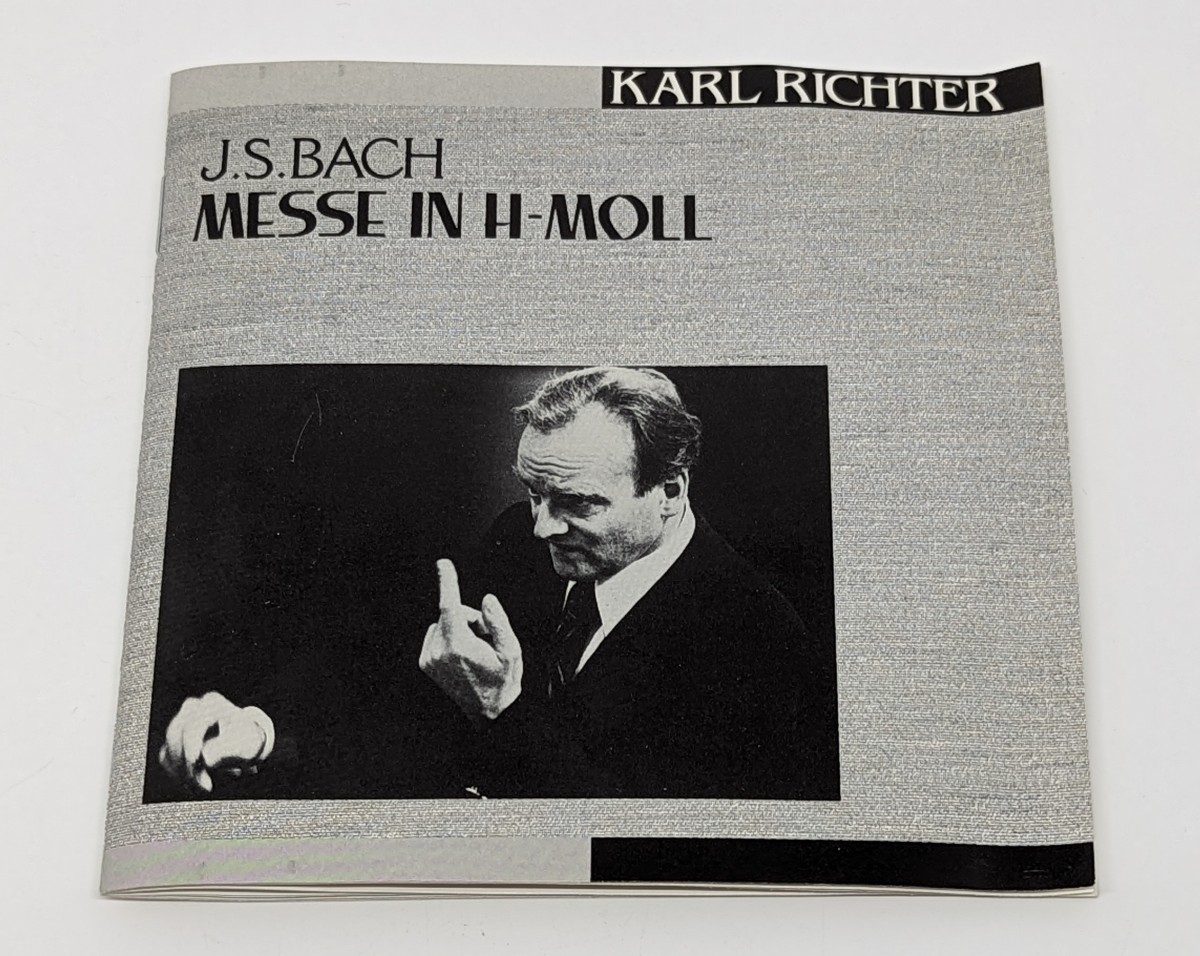 KARL RICHTER
J.S.BACH
MESSE IN H-MOLL